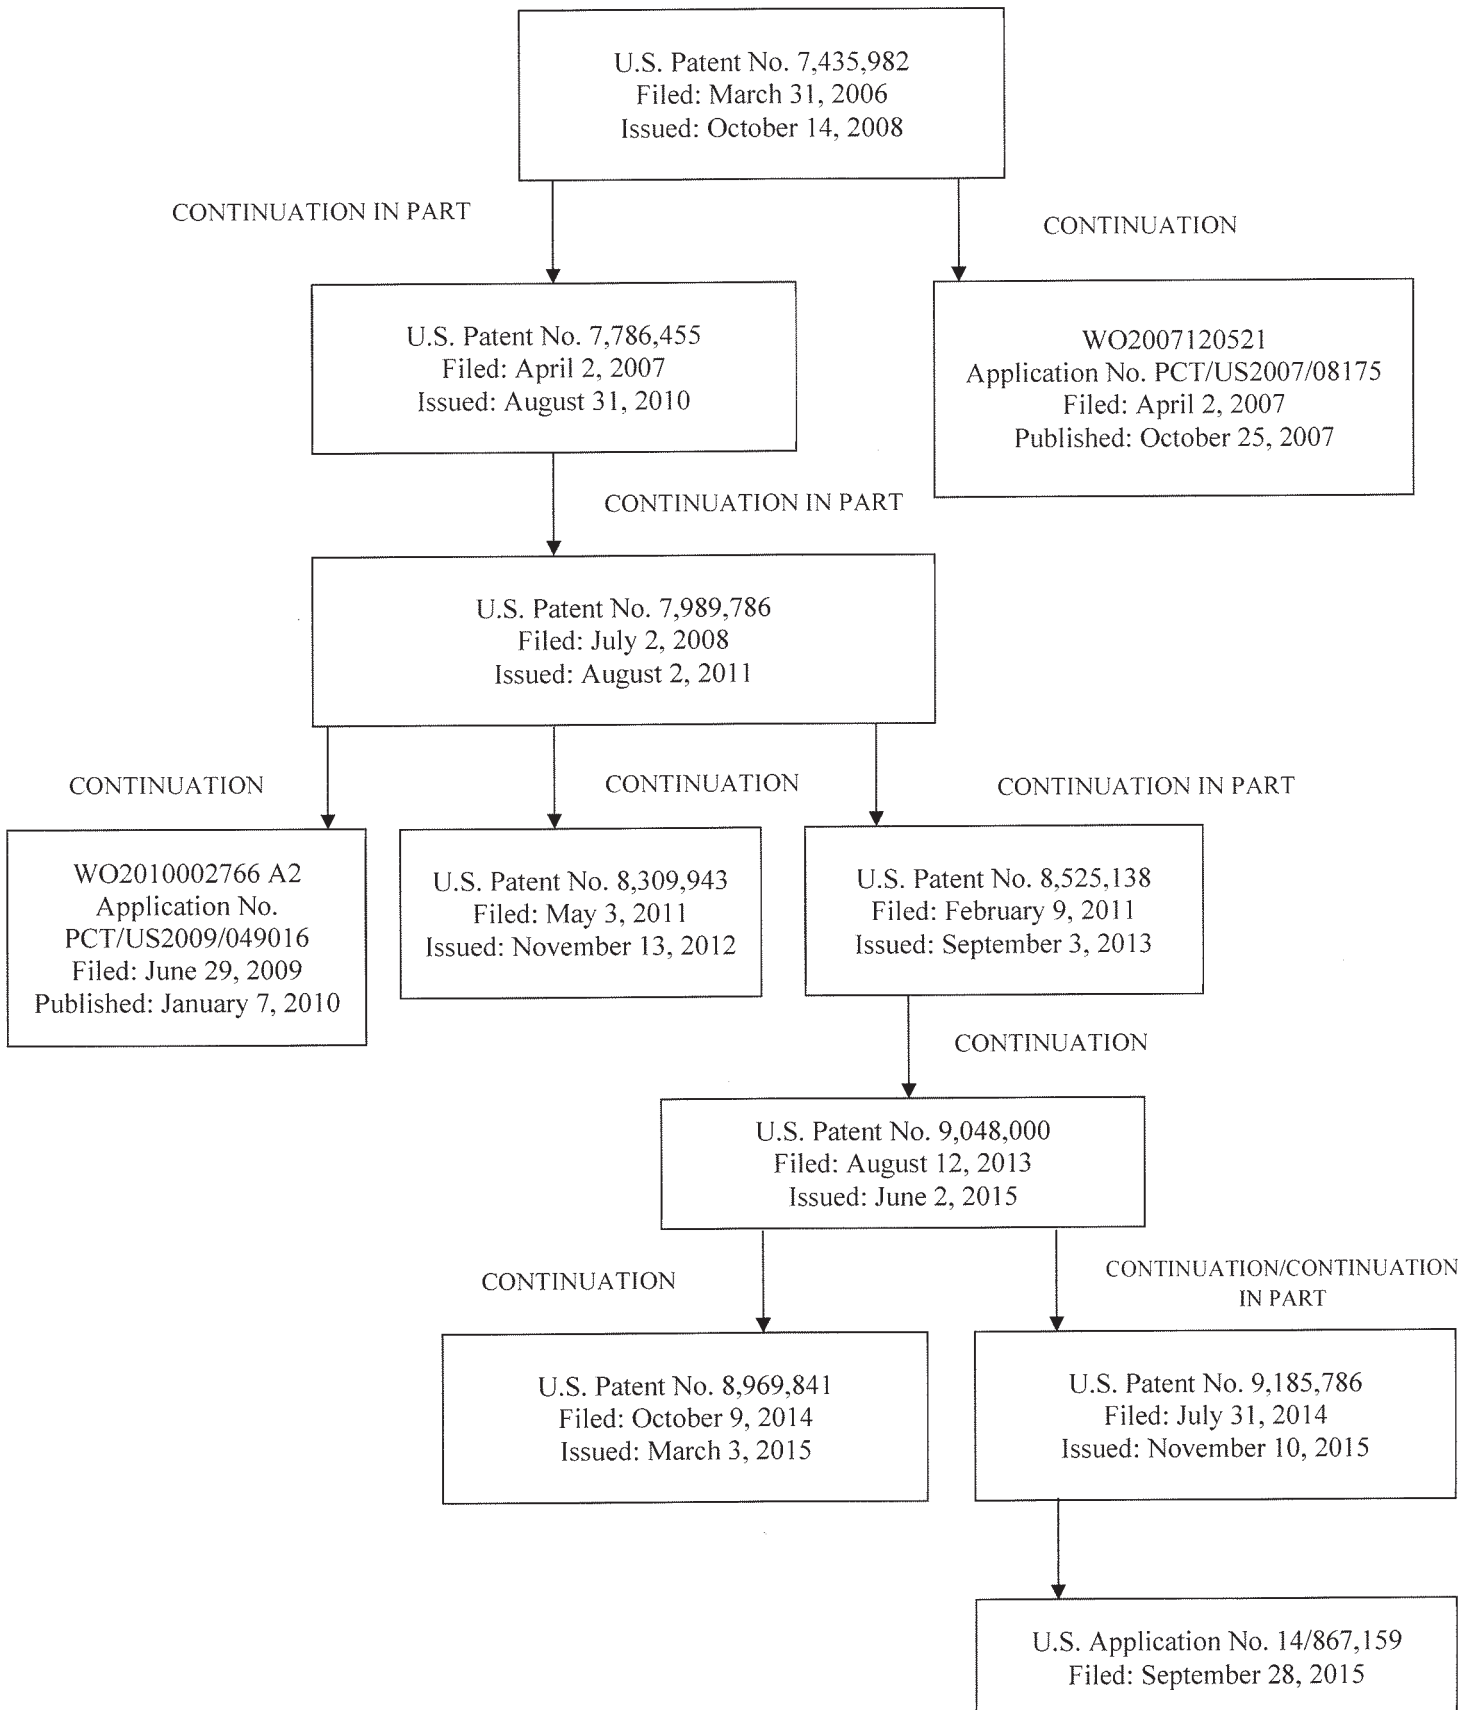 U.S. Patent No. 7,435,982
Filed: March 31, 2006
Issued: October 14, 2008
CONTINUATION IN PART
CONTINUATION
U.S. Patent No. 7,786,455
Filed: April 2, 2007
Issued: August 31, 2010
WO2007120521
Application No. PCT/US2007/08175
Filed: April 2, 2007
Published: October 25, 2007
CONTINUATION IN PART
U.S. Patent No. 7,989,786
Filed: July 2, 2008
Issued: August 2, 2011
CONTINUATION
CONTINUATION
CONTINUATION IN PART
WO2010002766 A2
Application No.
PCT/US2009/049016
Filed: June 29, 2009
Published: January 7, 2010
U.S. Patent No. 8,309,943
Filed: May 3, 2011
Issued: November 13, 2012
U.S. Patent No. 8,525,138
Filed: February 9, 2011
Issued: September 3, 2013
CONTINUATION
U.S. Patent No. 9,048,000
Filed: August 12, 2013
Issued: June 2, 2015
CONTINUATION
CONTINUATION/CONTINUATION
IN PART
U.S. Patent No. 8,969,841
Filed: October 9, 2014
Issued: March 3, 2015
U.S. Patent No. 9,185,786
Filed: July 31, 2014
Issued: November 10, 2015
U.S. Application No. 14/867,159
Filed: September 28, 2015